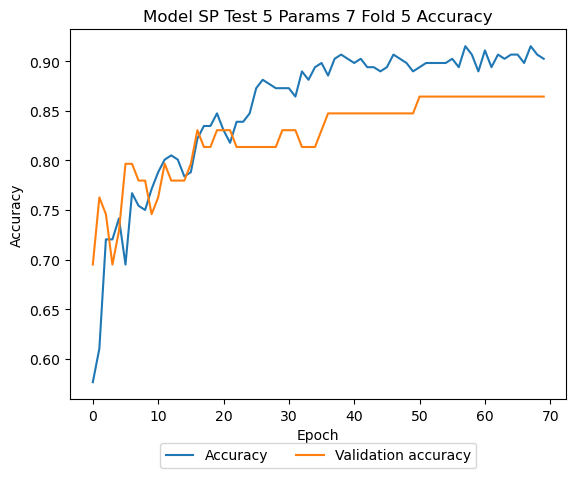 Model SP Test 5 Params 7 Fold 5 Accuracy
0.90
0.85
0.80
0.75
0.70
0.65
0.60
Accuracy
0 10 20 30 40 50 60 70
Epoch
Accuracy Validation accuracy